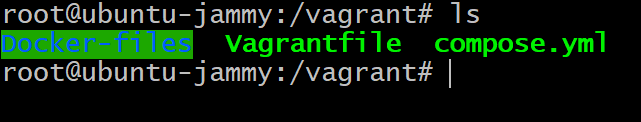 root@ubuntu-jammy:/vagrant# ls
Docker-files  Vagrantfile  compose.yml
root@ubuntu-jammy:/vagrant#